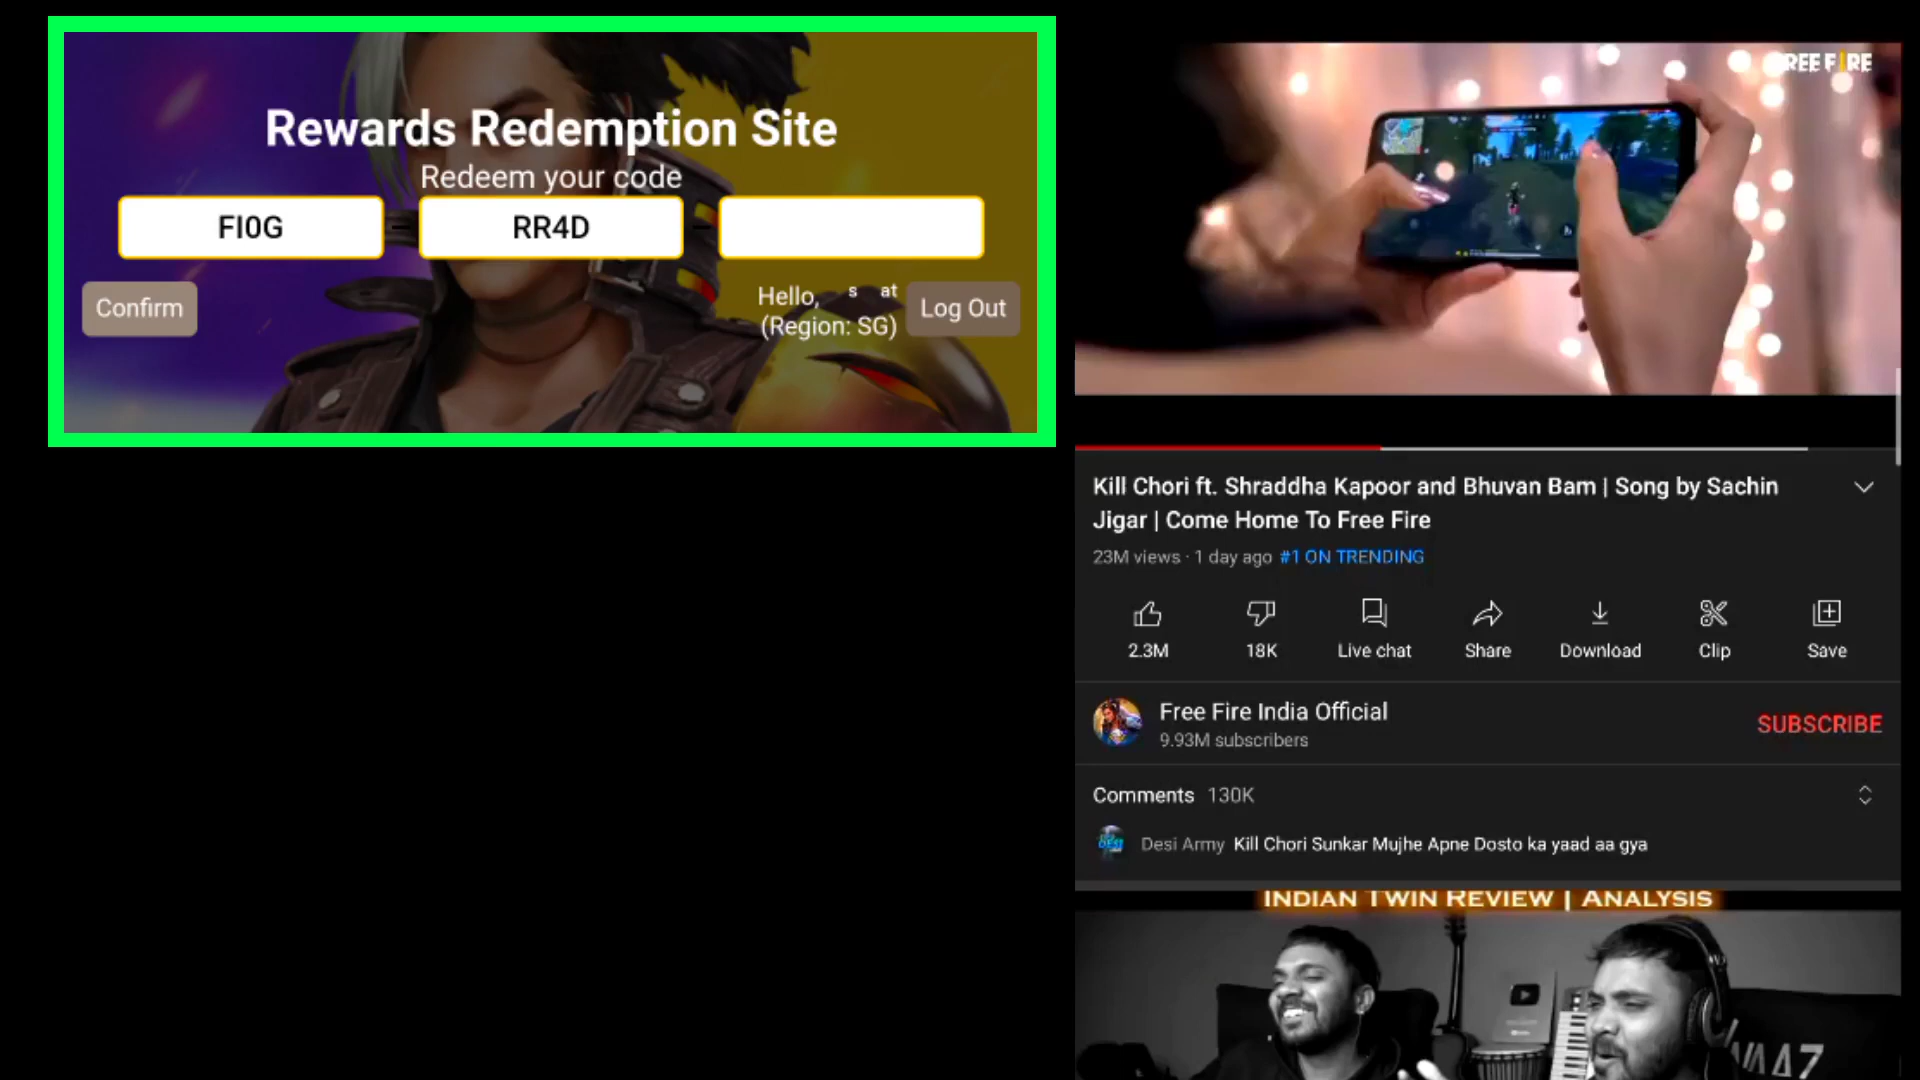 Rewards Redemption Site
Redeem your code
FI0G - RR4D -
Confirm
Hello, s at
(Region: SG)
Log Out
FREE FIRE
Kill Chori ft. Shraddha Kapoor and Bhuvan Bam | Song by Sachin
Jigar | Come Home To Free Fire
23M views · 1 day ago #1 ON TRENDING
2.3M 18K Live chat Share Download Clip Save
Free Fire India Official
9.93M subscribers
SUBSCRIBE
Comments 130K
Desi Army Kill Chori Sunkar Mujhe Apne Dosto ka yaad aa gya
INDIAN TWIN REVIEW | ANALYSIS